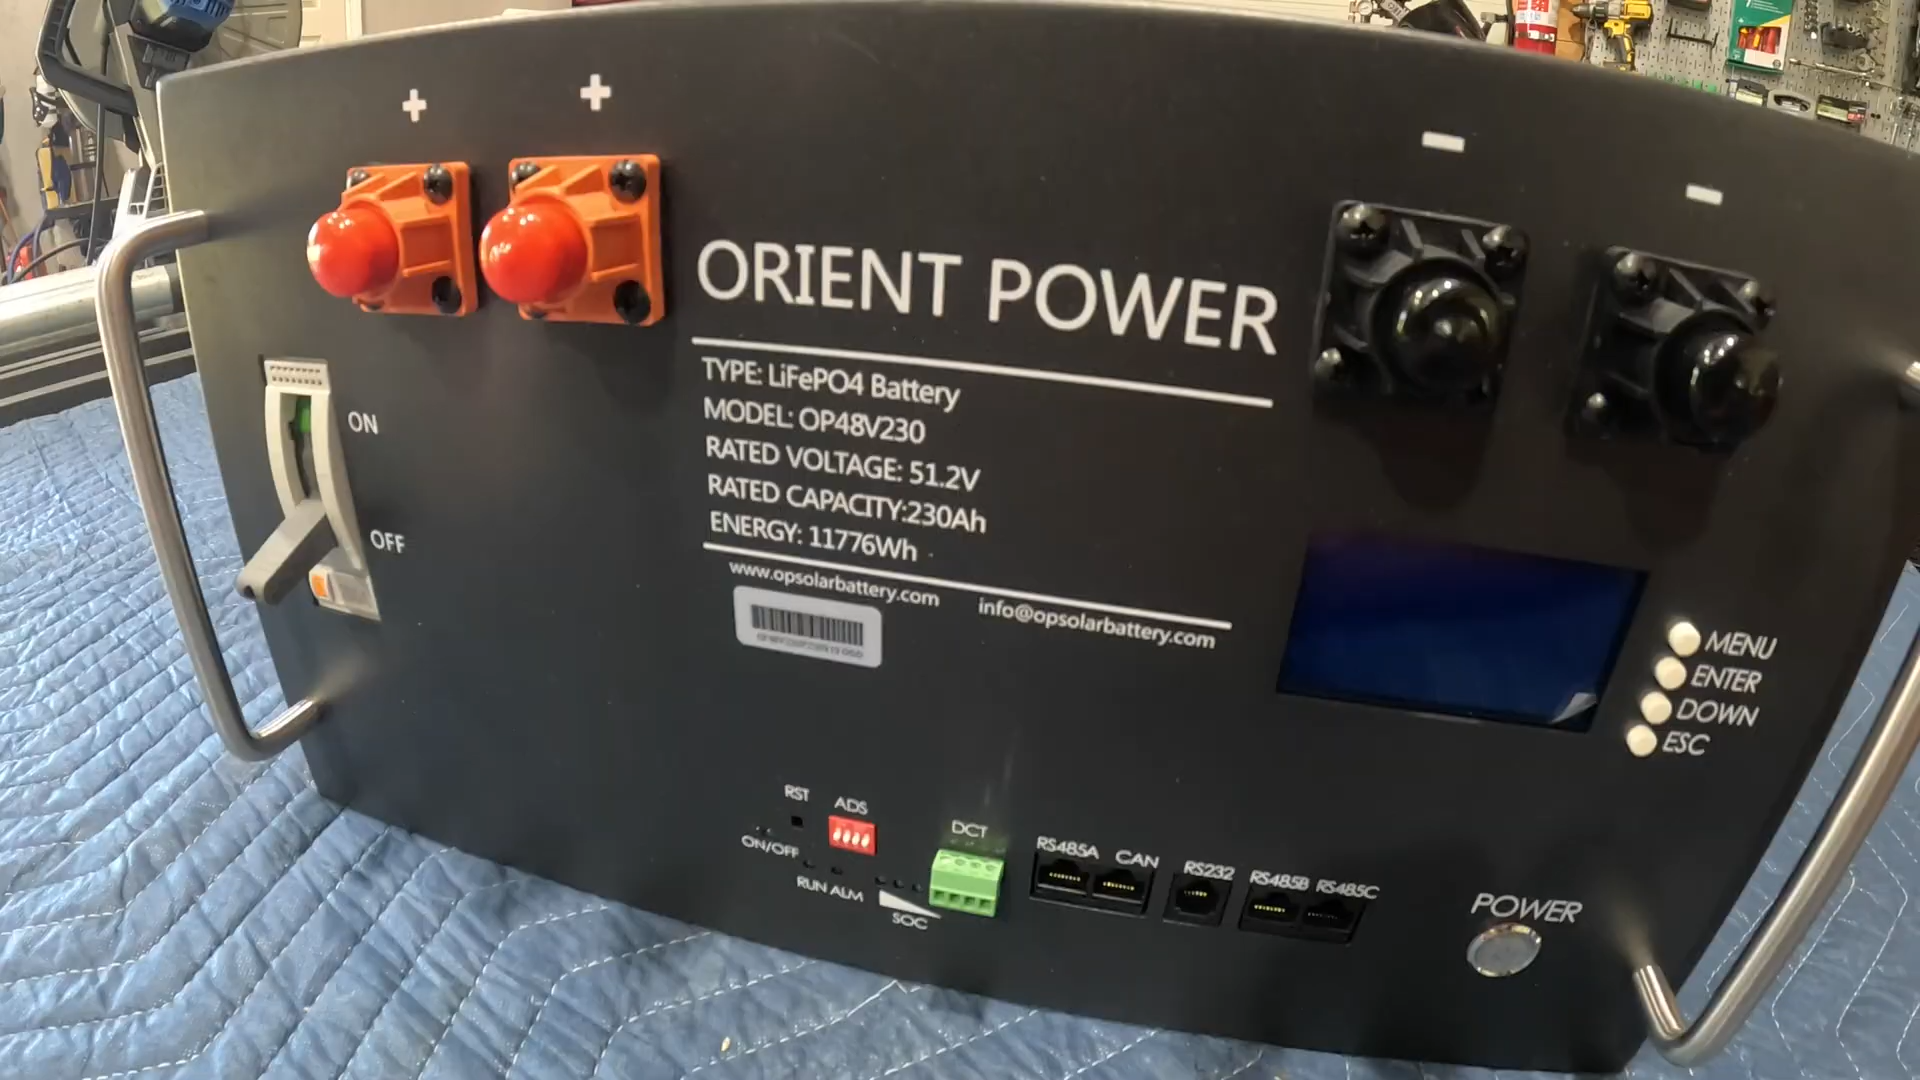 + +
- -
ORIENT POWER
TYPE: LiFePO4 Battery
MODEL: OP48V230
RATED VOLTAGE: 51.2V
RATED CAPACITY:230Ah
ENERGY: 11776Wh
www.opsolarbattery.com
info@opsolarbattery.com
ON
OFF
MENU
ENTER
DOWN
ESC
RST
ADS
ON/OFF
RUN ALM
SOC
DCT
RS485A CAN
RS232
RS485B RS485C
POWER